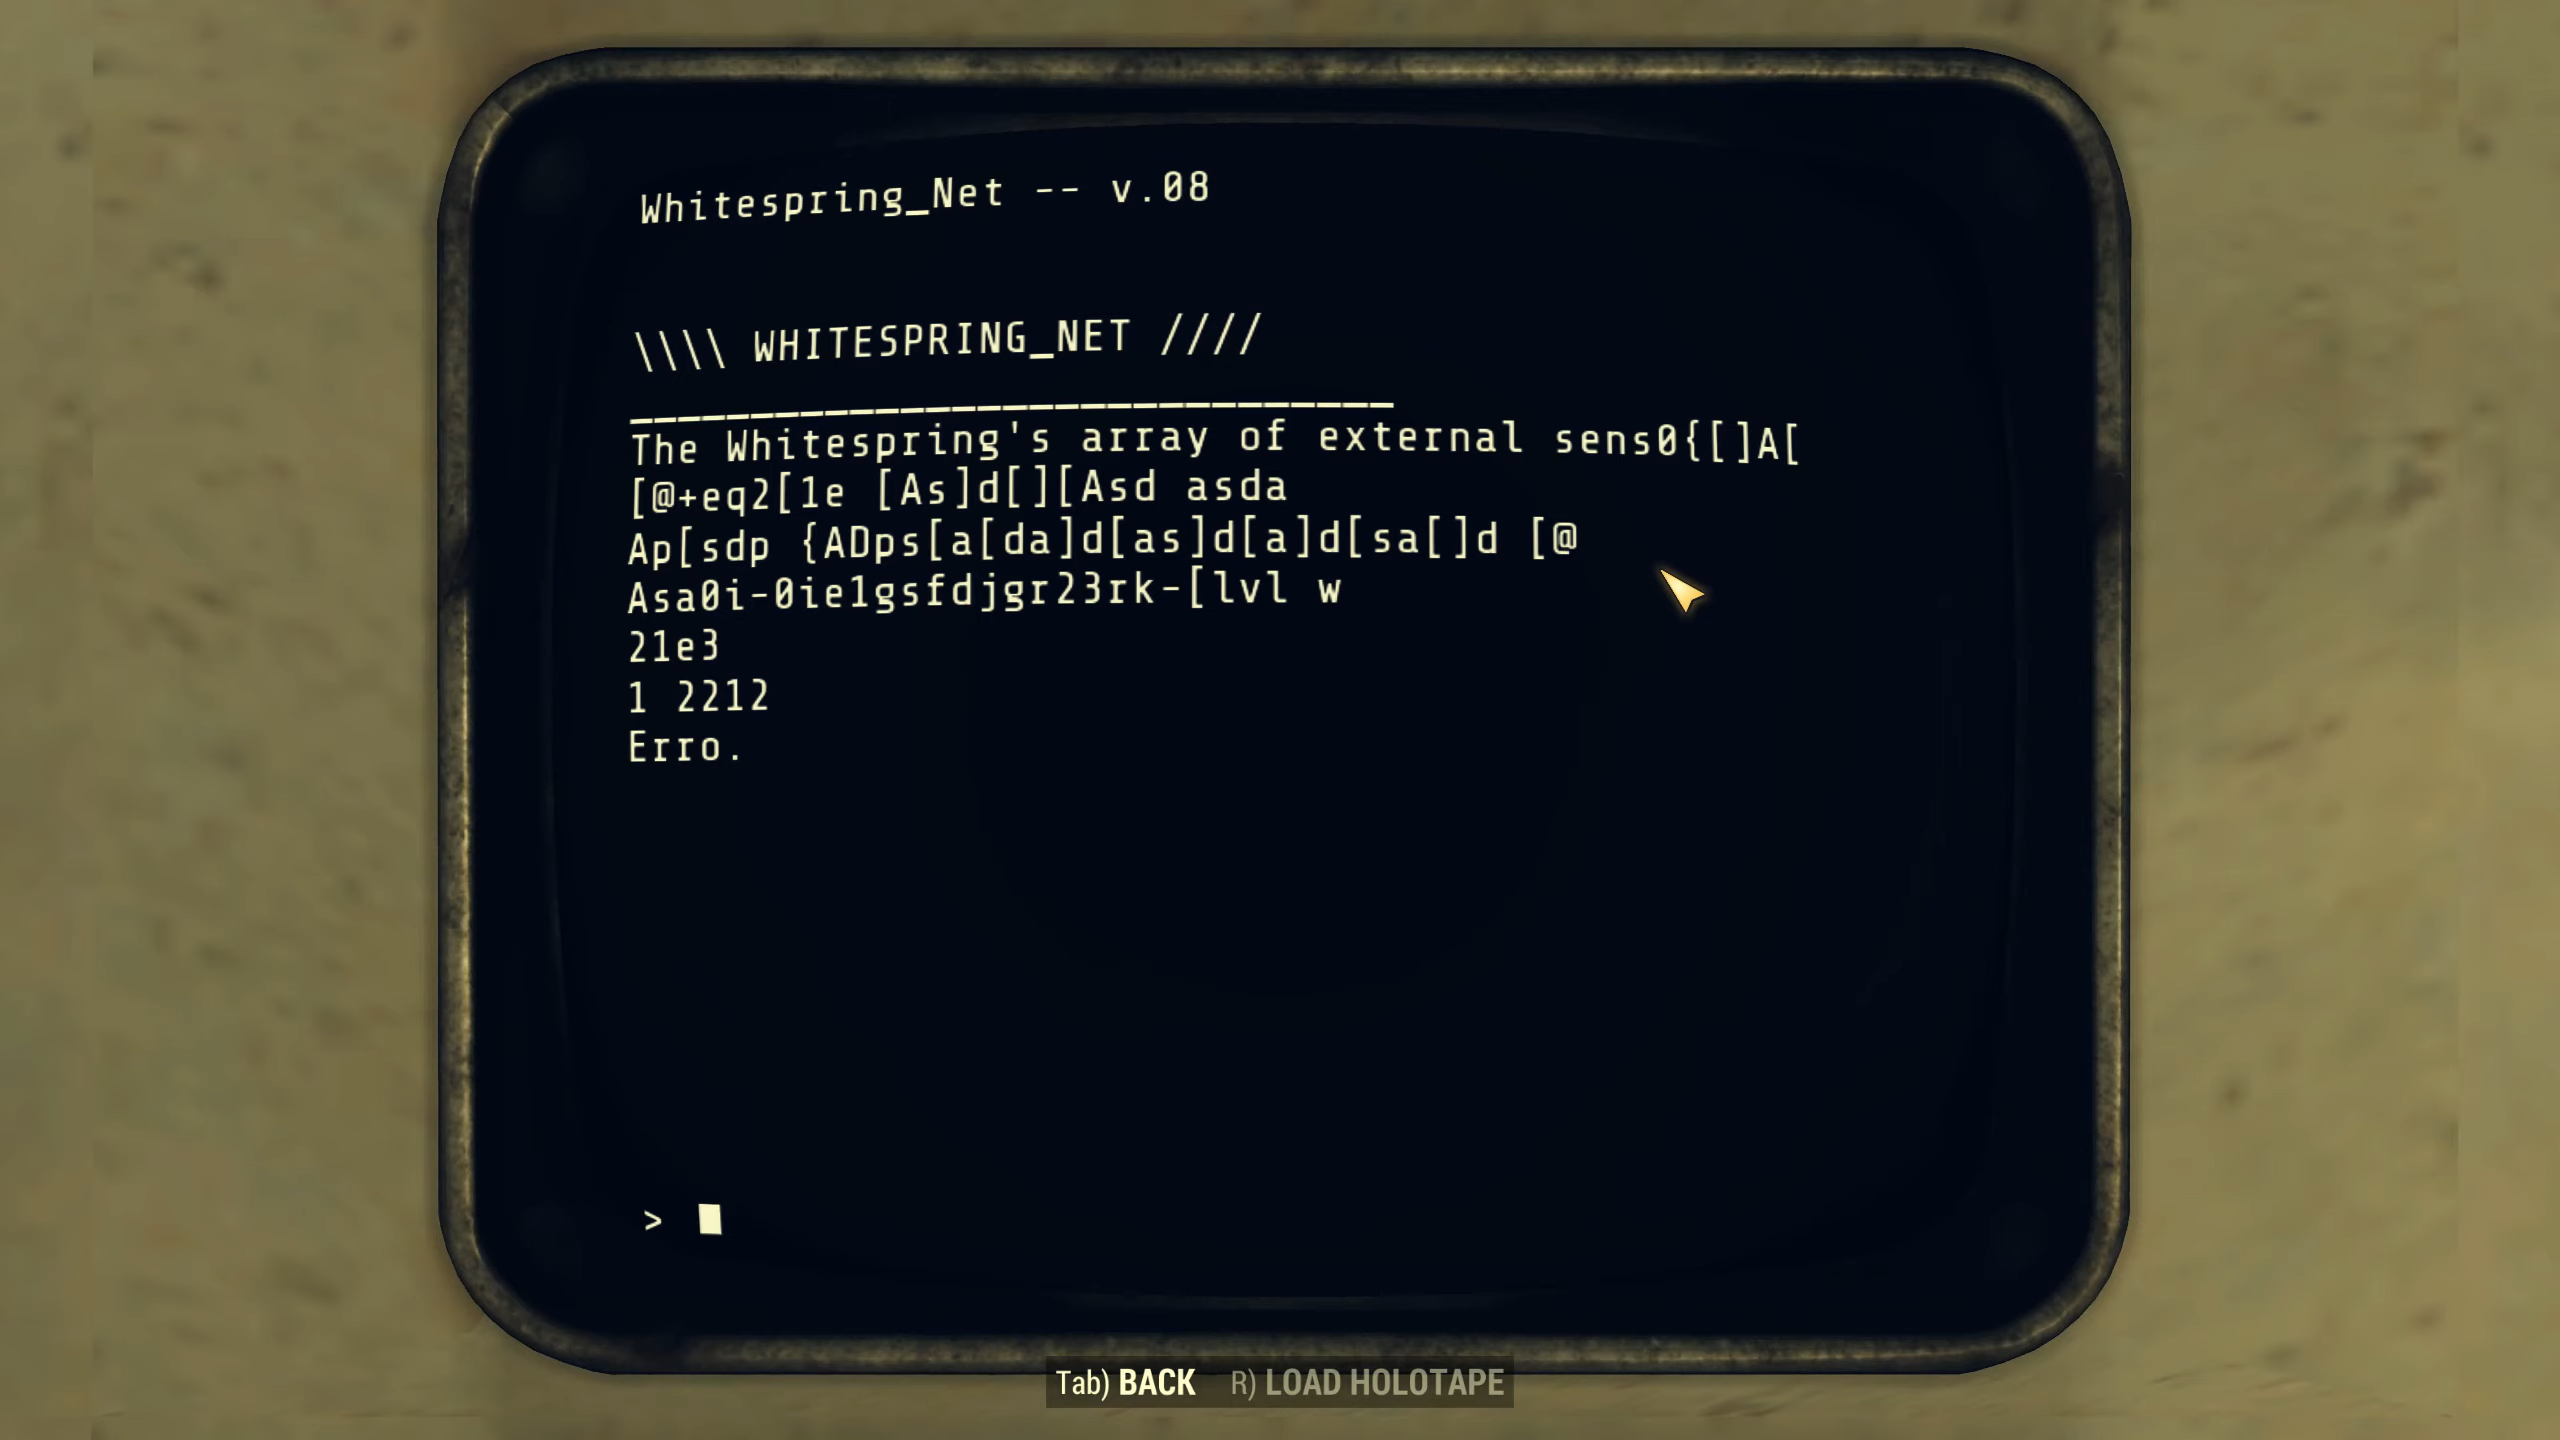 Whitespring_Net -- v.08
\\\\ WHITESPRING_NET ////
______________________________
The Whitespring's array of external sens0{[]A[
[@+eq2[1e [As]d[][Asd asda
Ap[sdp {ADps[a[da]d[as]d[a]d[sa[]d [@
Asa0i-0ie1gsfdjgr23rk-[lvl w
21e3
1 2212
Erro.
>
Tab) BACK R) LOAD HOLOTAPE